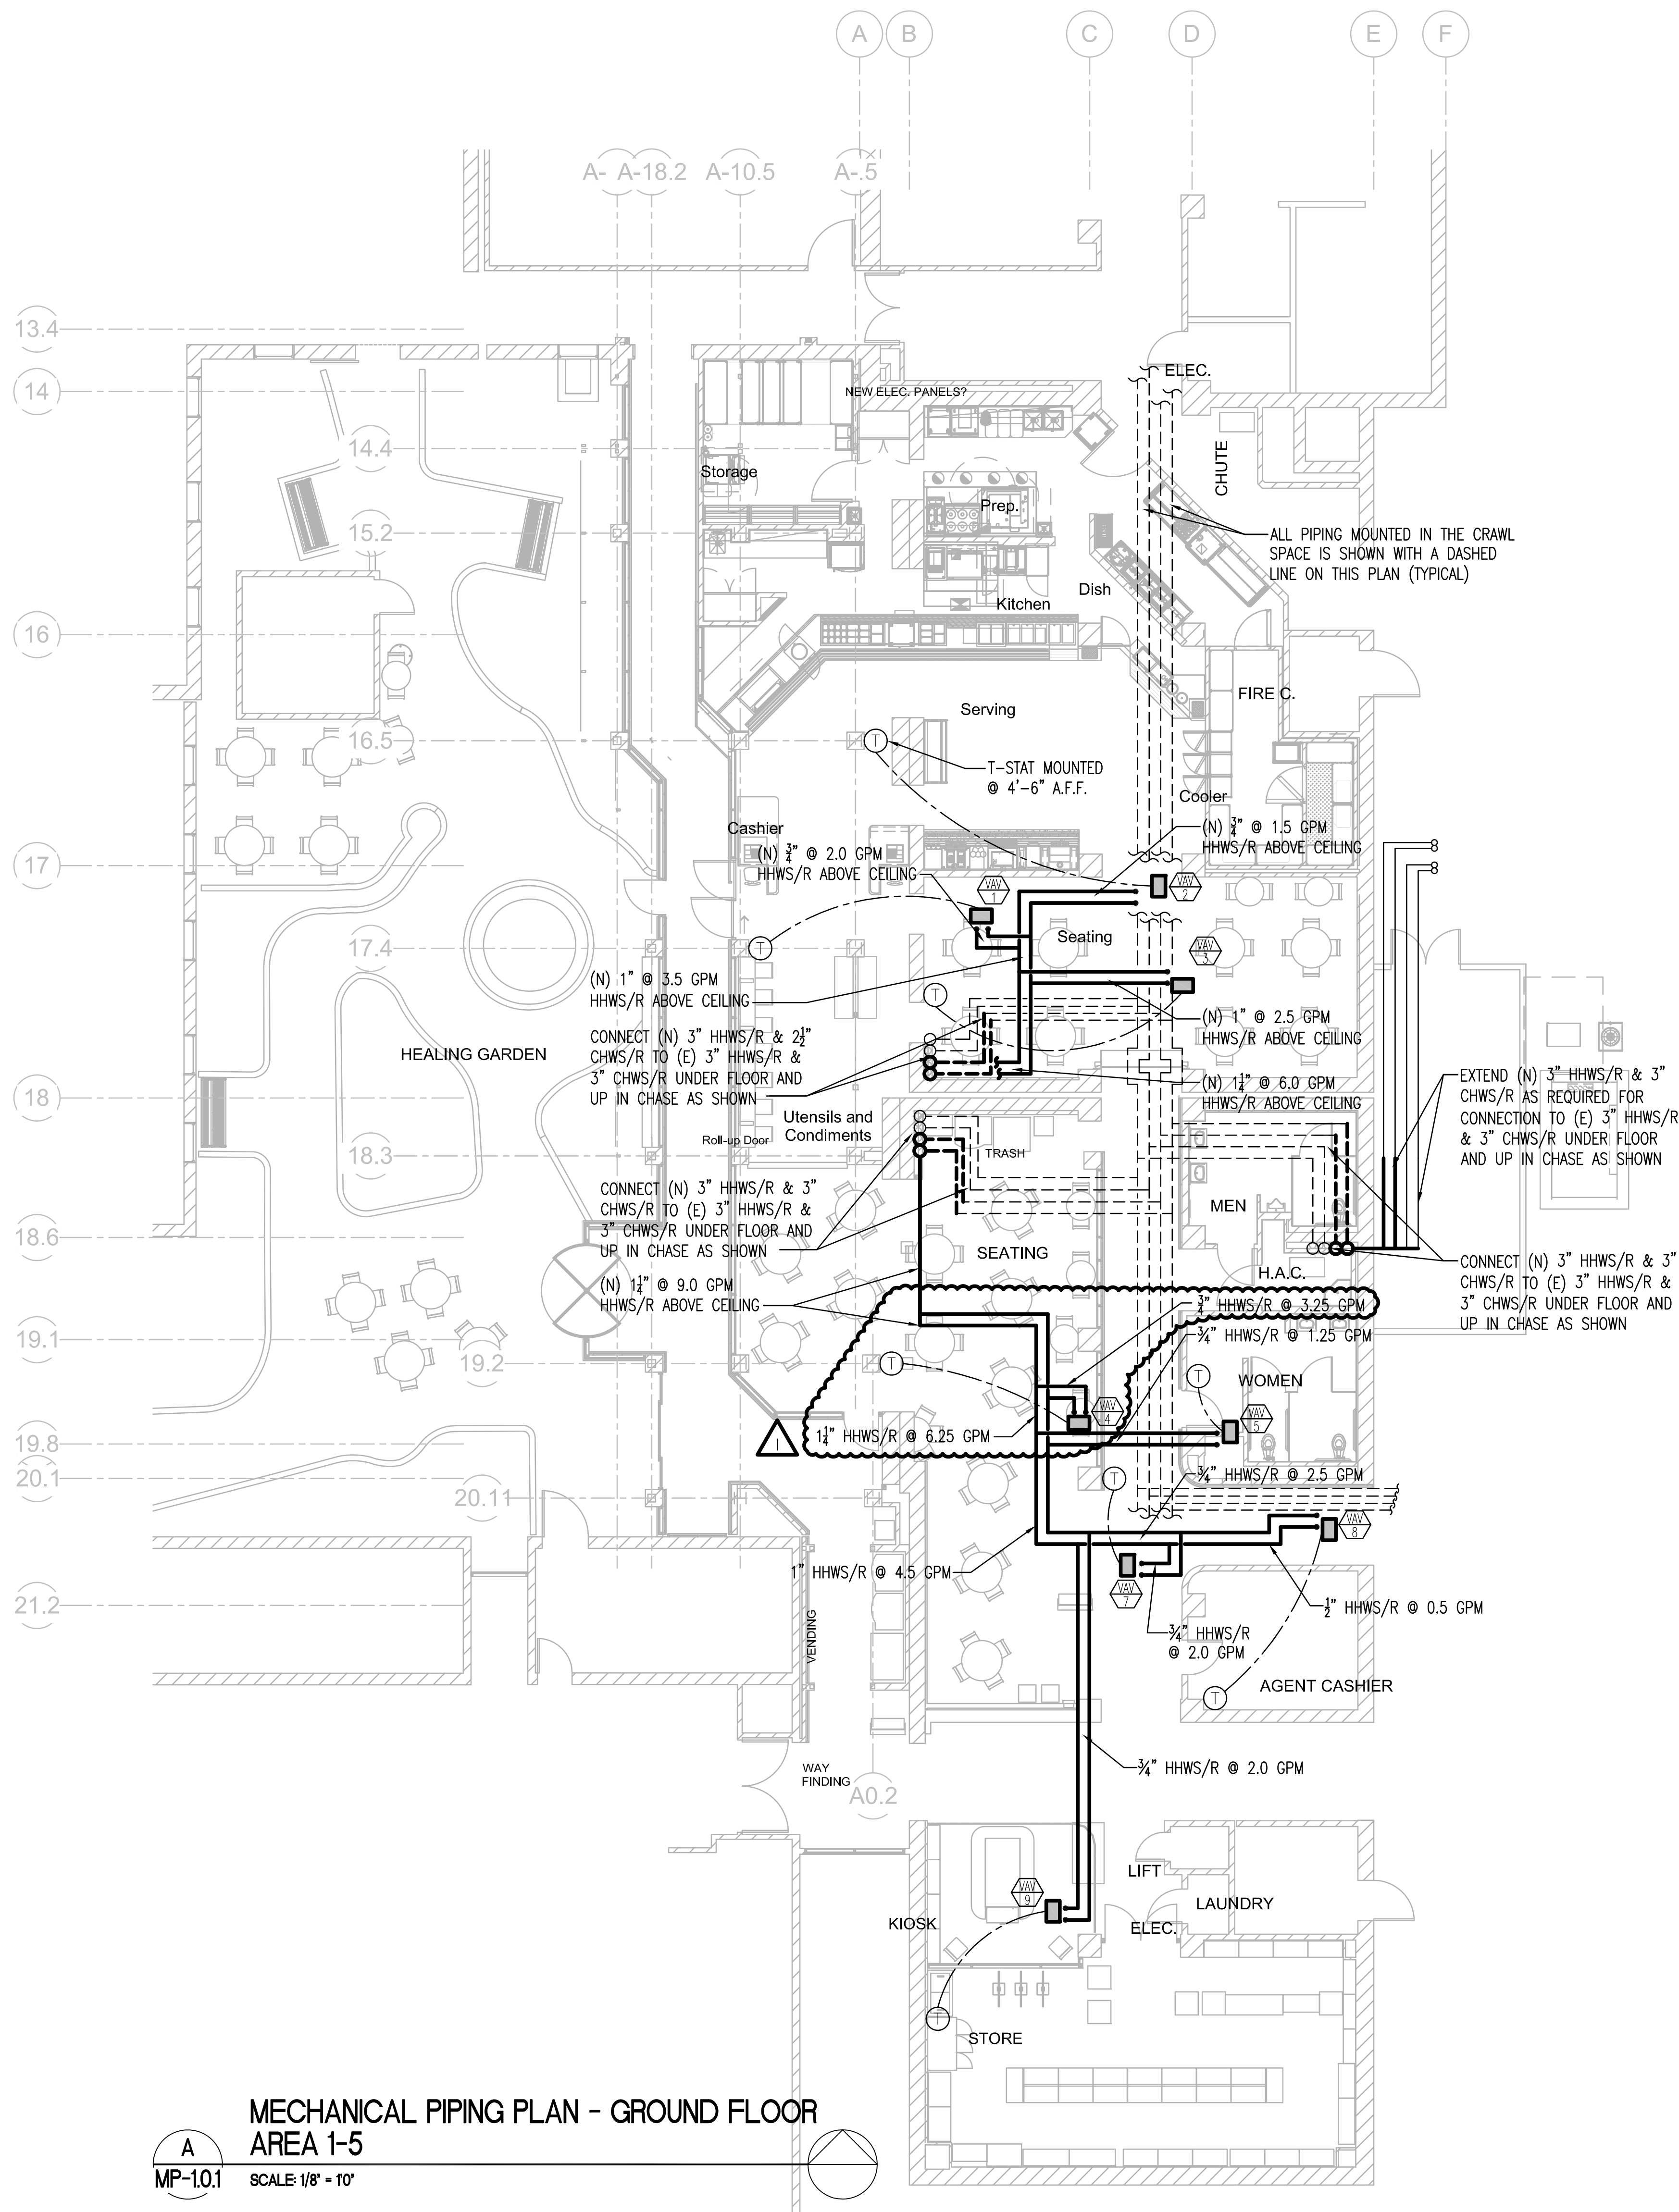 A
B
C
D
E
F
A-
A-18.2
A-10.5
A-.5
13.4
14
14.4
15.2
16
16.5
17
17.4
18
18.3
18.6
19.1
19.2
19.8
20.1
20.11
21.2
A0.2
ELEC.
NEW ELEC. PANELS?
CHUTE
Storage
Prep.
ALL PIPING MOUNTED IN THE CRAWL
SPACE IS SHOWN WITH A DASHED
LINE ON THIS PLAN (TYPICAL)
Dish
Kitchen
FIRE C.
Serving
T
T-STAT MOUNTED
@ 4'-6" A.F.F.
Cooler
Cashier
(N) ¾" @ 1.5 GPM
HHWS/R ABOVE CEILING
(N) ¾" @ 2.0 GPM
HHWS/R ABOVE CEILING
VAV
1
VAV
2
Seating
VAV
3
T
T
(N) 1" @ 3.5 GPM
HHWS/R ABOVE CEILING
(N) 1" @ 2.5 GPM
HHWS/R ABOVE CEILING
CONNECT (N) 3" HHWS/R & 2½"
CHWS/R TO (E) 3" HHWS/R &
3" CHWS/R UNDER FLOOR AND
UP IN CHASE AS SHOWN
HEALING GARDEN
(N) 1¼" @ 6.0 GPM
HHWS/R ABOVE CEILING
EXTEND (N) 3" HHWS/R & 3"
CHWS/R AS REQUIRED FOR
CONNECTION TO (E) 3" HHWS/R
& 3" CHWS/R UNDER FLOOR
AND UP IN CHASE AS SHOWN
Utensils and
Condiments
Roll-up Door
TRASH
MEN
CONNECT (N) 3" HHWS/R & 3"
CHWS/R TO (E) 3" HHWS/R &
3" CHWS/R UNDER FLOOR AND
UP IN CHASE AS SHOWN
SEATING
H.A.C.
CONNECT (N) 3" HHWS/R & 3"
CHWS/R TO (E) 3" HHWS/R &
3" CHWS/R UNDER FLOOR AND
UP IN CHASE AS SHOWN
(N) 1¼" @ 9.0 GPM
HHWS/R ABOVE CEILING
¾" HHWS/R @ 3.25 GPM
¾" HHWS/R @ 1.25 GPM
T
T
WOMEN
VAV
4
VAV
5
1
1¼" HHWS/R @ 6.25 GPM
T
¾" HHWS/R @ 2.5 GPM
VAV
8
1" HHWS/R @ 4.5 GPM
VAV
7
½" HHWS/R @ 0.5 GPM
VENDING
¾" HHWS/R
@ 2.0 GPM
AGENT CASHIER
T
¾" HHWS/R @ 2.0 GPM
WAY
FINDING
LIFT
LAUNDRY
VAV
9
KIOSK
ELEC.
T
STORE
MECHANICAL PIPING PLAN - GROUND FLOOR
AREA 1-5
A
MP-1.0.1
SCALE: 1/8" = 1'0"